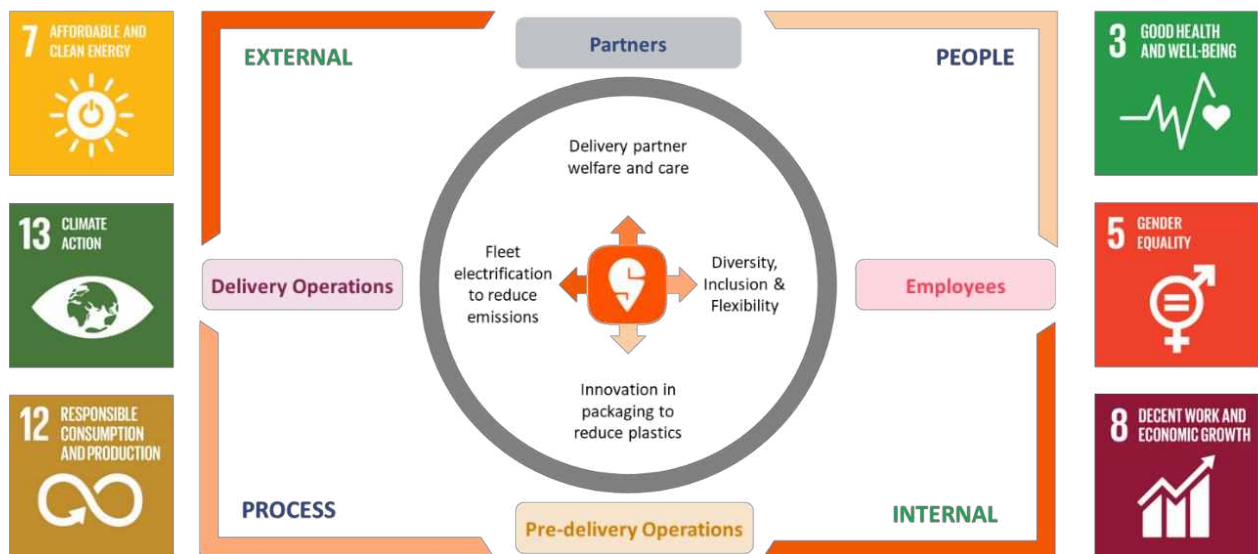 7 AFFORDABLE AND
CLEAN ENERGY
13 CLIMATE
ACTION
12 RESPONSIBLE
CONSUMPTION
AND PRODUCTION
EXTERNAL
Partners
PEOPLE
Delivery partner
welfare and care
Delivery Operations
Fleet
electrification
to reduce
emissions
Diversity,
Inclusion &
Flexibility
Employees
Innovation in
packaging to
reduce plastics
PROCESS
Pre-delivery Operations
INTERNAL
3 GOOD HEALTH
AND WELL-BEING
5 GENDER
EQUALITY
8 DECENT WORK AND
ECONOMIC GROWTH